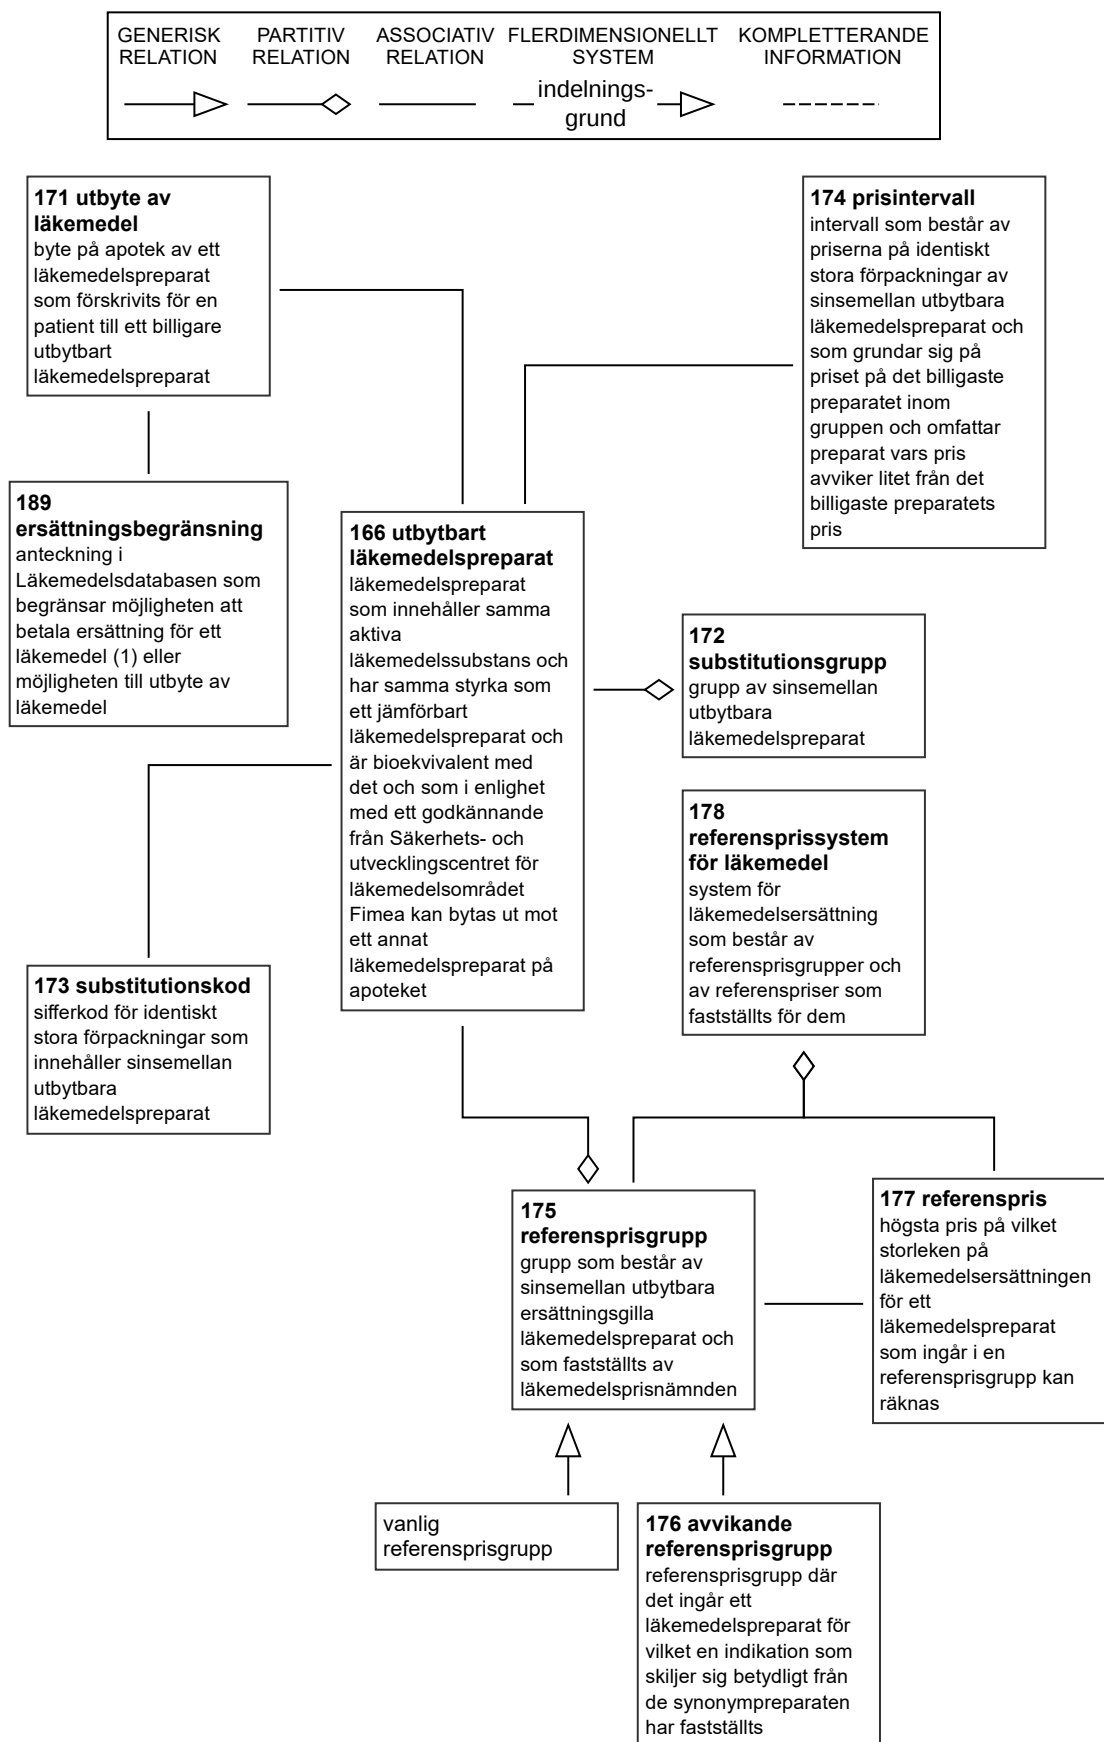 GENERISK
RELATION
PARTITIV
RELATION
ASSOCIATIV
RELATION
FLERDIMENSIONELLT
SYSTEM
indelnings-
grund
KOMPLETTERANDE
INFORMATION
171 utbyte av
läkemedel
byte på apotek av ett
läkemedelspreparat
som förskrivits för en
patient till ett billigare
utbytbart
läkemedelspreparat
174 prisintervall
intervall som består av
priserna på identiskt
stora förpackningar av
sinsemellan utbytbara
läkemedelspreparat och
som grundar sig på
priset på det billigaste
preparatet inom
gruppen och omfattar
preparat vars pris
avviker litet från det
billigaste preparatets
pris
189
ersättningsbegränsning
anteckning i
Läkemedelsdatabasen som
begränsar möjligheten att
betala ersättning för ett
läkemedel (1) eller
möjligheten till utbyte av
läkemedel
166 utbytbart
läkemedelspreparat
läkemedelspreparat
som innehåller samma
aktiva
läkemedelssubstans och
har samma styrka som
ett jämförbart
läkemedelspreparat och
är bioekvivalent med
det och som i enlighet
med ett godkännande
från Säkerhets- och
utvecklingscentret för
läkemedelsområdet
Fimea kan bytas ut mot
ett annat
läkemedelspreparat på
apoteket
172
substitutionsgrupp
grupp av sinsemellan
utbytbara
läkemedelspreparat
178
referensprissystem
för läkemedel
system för
läkemedelsersättning
som består av
referensprisgrupper och
av referenspriser som
fastställts för dem
173 substitutionskod
sifferkod för identiskt
stora förpackningar som
innehåller sinsemellan
utbytbara
läkemedelspreparat
175
referensprisgrupp
grupp som består av
sinsemellan utbytbara
ersättningsgilla
läkemedelspreparat och
som fastställts av
läkemedelsprisnämnden
177 referenspris
högsta pris på vilket
storleken på
läkemedelsersättningen
för ett
läkemedelspreparat
som ingår i en
referensprisgrupp kan
räknas
vanlig
referensprisgrupp
176 avvikande
referensprisgrupp
referensprisgrupp där
det ingår ett
läkemedelspreparat för
vilket en indikation som
skiljer sig betydligt från
de synonympreparaten
har fastställts